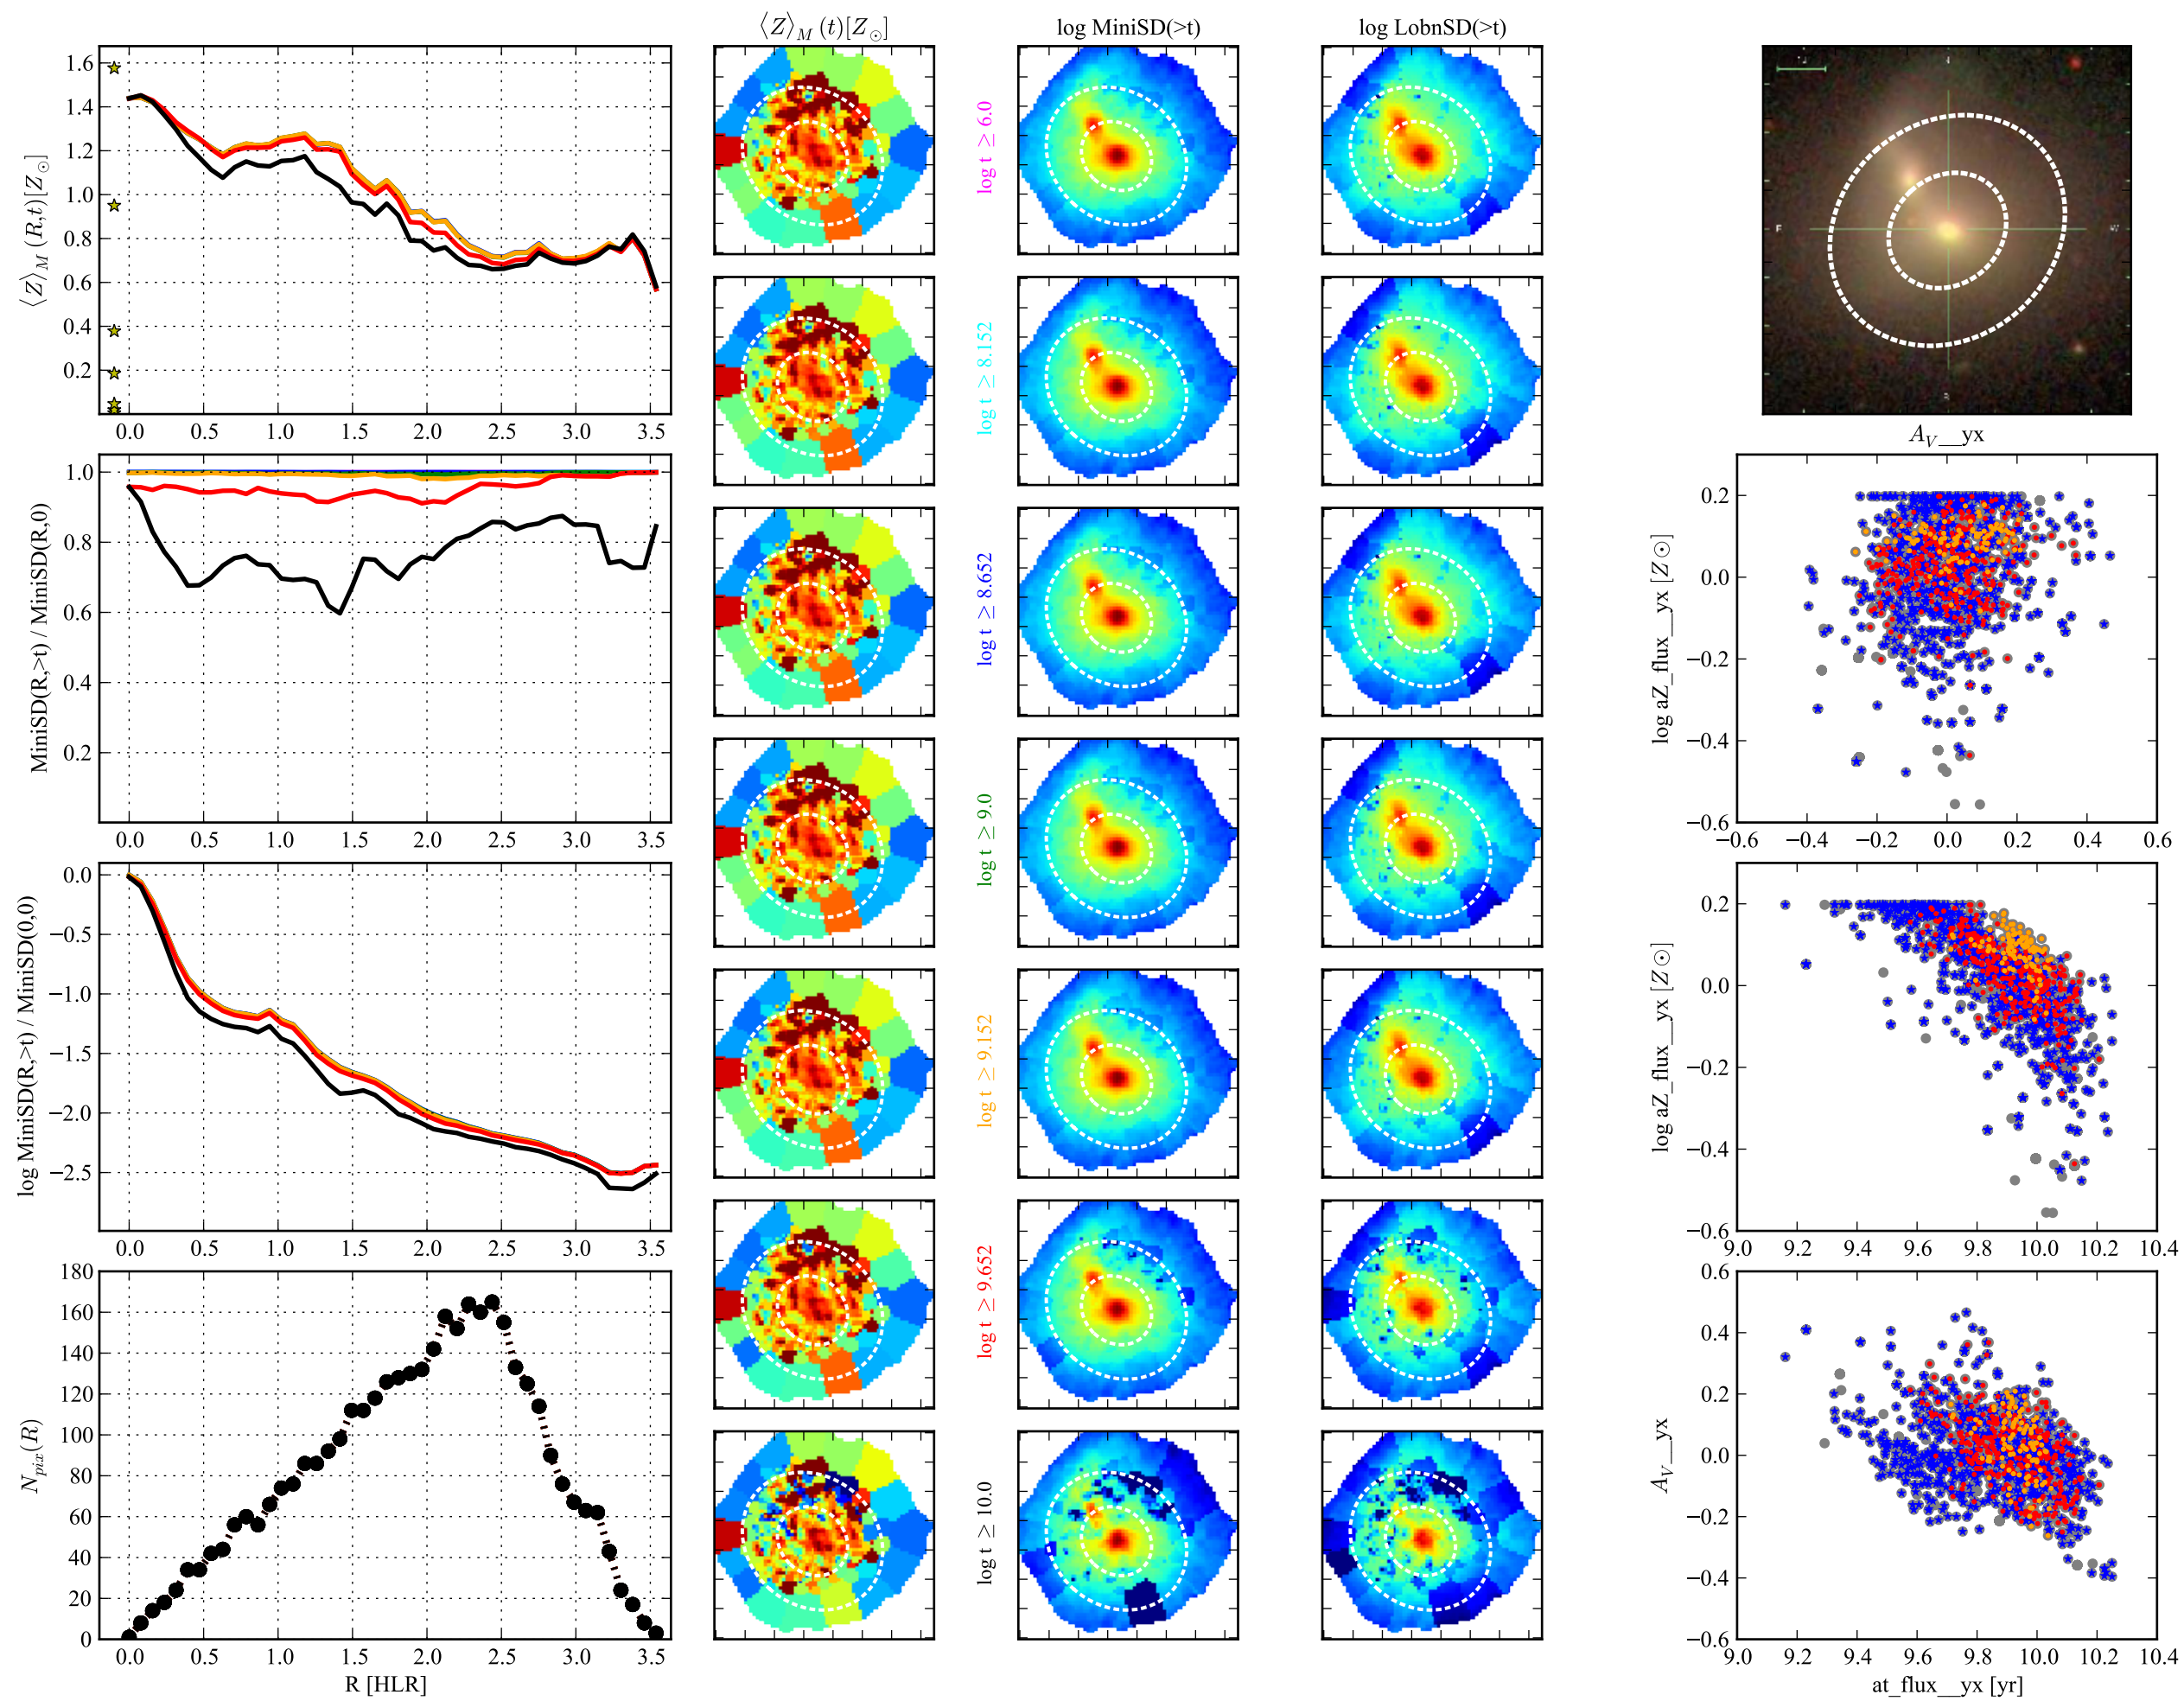 ⟨Z⟩_M (t)[Z_⊙]
log MiniSD(>t)
log LobnSD(>t)
⟨Z⟩_M (R,t)[Z_⊙]
1.6
1.4
1.2
1.0
0.8
0.6
0.4
0.2
0.0 0.5 1.0 1.5 2.0 2.5 3.0 3.5
MiniSD(R,>t) / MiniSD(R,0)
1.0
0.8
0.6
0.4
0.2
0.0 0.5 1.0 1.5 2.0 2.5 3.0 3.5
log MiniSD(R,>t) / MiniSD(0,0)
0.0
−0.5
−1.0
−1.5
−2.0
−2.5
0.0 0.5 1.0 1.5 2.0 2.5 3.0 3.5
N_pix(R)
180
160
140
120
100
80
60
40
20
0
0.0 0.5 1.0 1.5 2.0 2.5 3.0 3.5
R [HLR]
log t ≥ 6.0
log t ≥ 8.152
log t ≥ 8.652
log t ≥ 9.0
log t ≥ 9.152
log t ≥ 9.652
log t ≥ 10.0
A_V__yx
log aZ_flux__yx [Z⊙]
0.2
0.0
−0.2
−0.4
−0.6
−0.6 −0.4 −0.2 0.0 0.2 0.4 0.6
log aZ_flux__yx [Z⊙]
0.2
0.0
−0.2
−0.4
−0.6
9.0 9.2 9.4 9.6 9.8 10.0 10.2 10.4
A_V__yx
0.6
0.4
0.2
0.0
−0.2
−0.4
−0.6
9.0 9.2 9.4 9.6 9.8 10.0 10.2 10.4
at_flux__yx [yr]